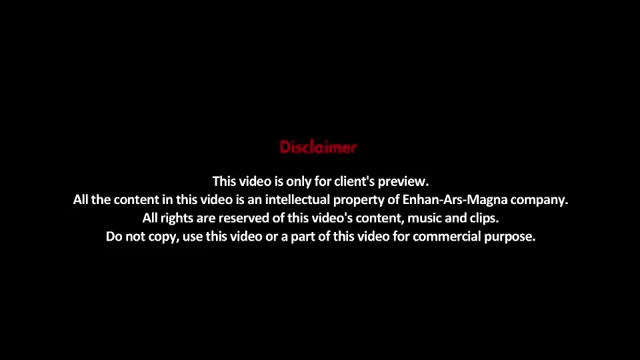 Disclaimer
This video is only for client's preview.
All the content in this video is an intellectual property of Enhan-Ars-Magna company.
All rights are reserved of this video's content, music and clips.
Do not copy, use this video or a part of this video for commercial purpose.